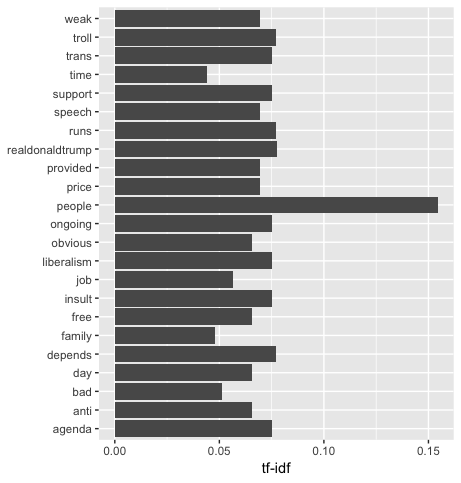 weak
troll
trans
time
support
speech
runs
realdonaldtrump
provided
price
people
ongoing
obvious
liberalism
job
insult
free
family
depends
day
bad
anti
agenda
0.00 0.05 0.10 0.15
tf-idf